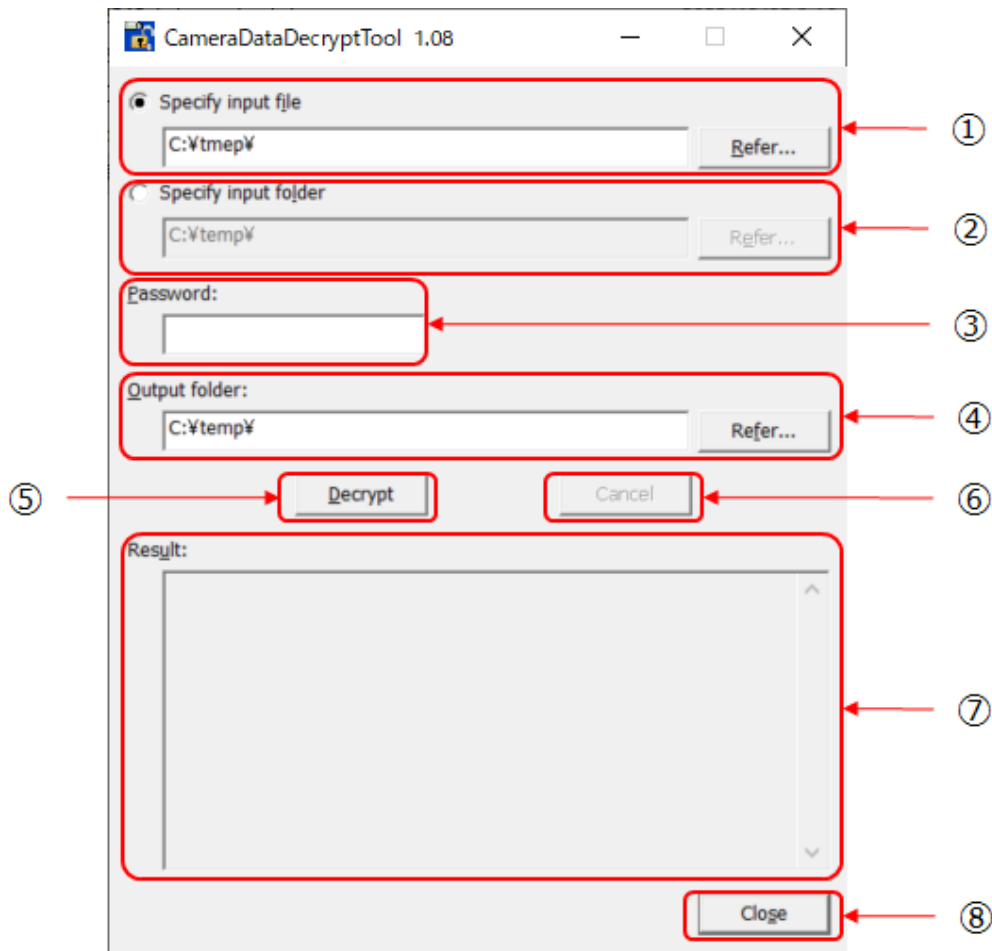 CameraDataDecryptTool 1.08
Specify input file
①
C:¥tmep¥
Refer...
Specify input folder
②
C:¥temp¥
Refer...
Password:
③
Output folder:
④
C:¥temp¥
Refer...
⑤
Decrypt
Cancel
⑥
Result:
⑦
Close
⑧